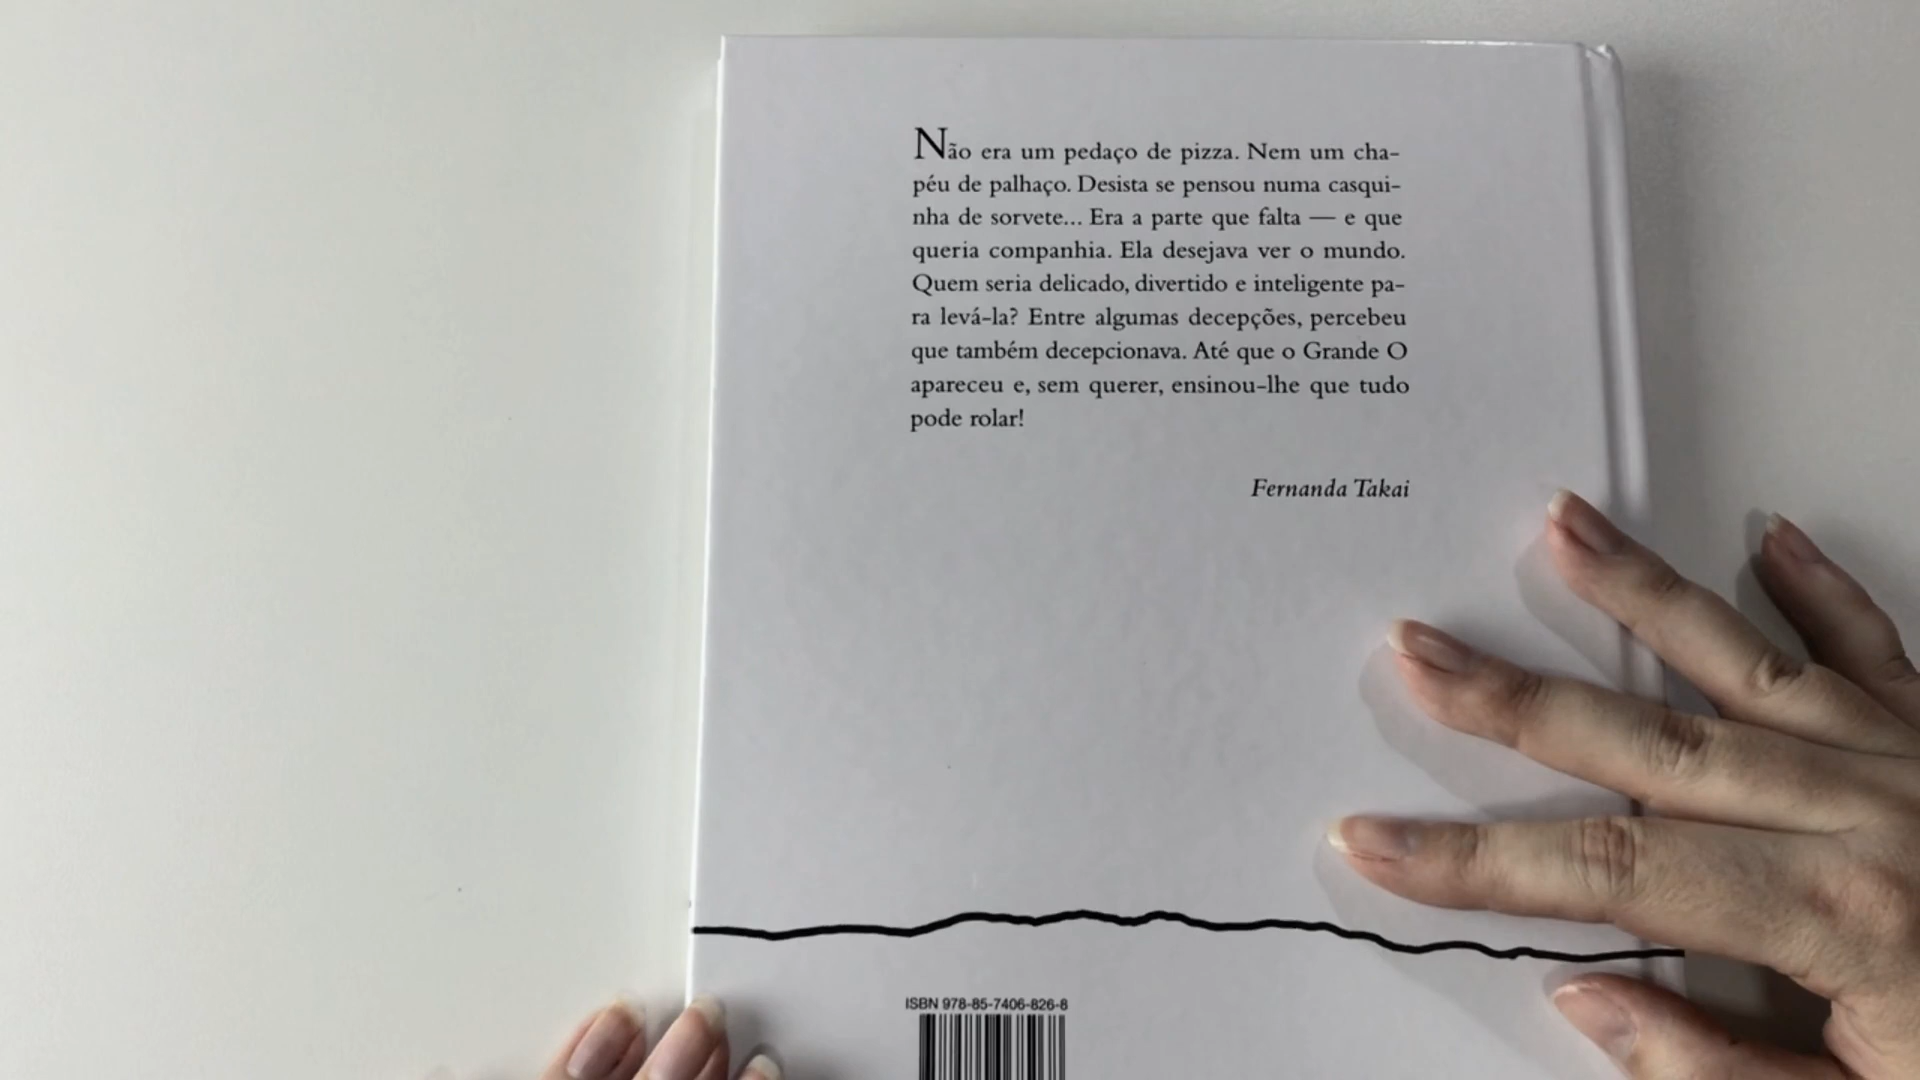 Não era um pedaço de pizza. Nem um cha-
péu de palhaço. Desista se pensou numa casqui-
nha de sorvete... Era a parte que falta — e que
queria companhia. Ela desejava ver o mundo.
Quem seria delicado, divertido e inteligente pa-
ra levá-la? Entre algumas decepções, percebeu
que também decepcionava. Até que o Grande O
apareceu e, sem querer, ensinou-lhe que tudo
pode rolar!
Fernanda Takai
ISBN 978-85-7406-826-8